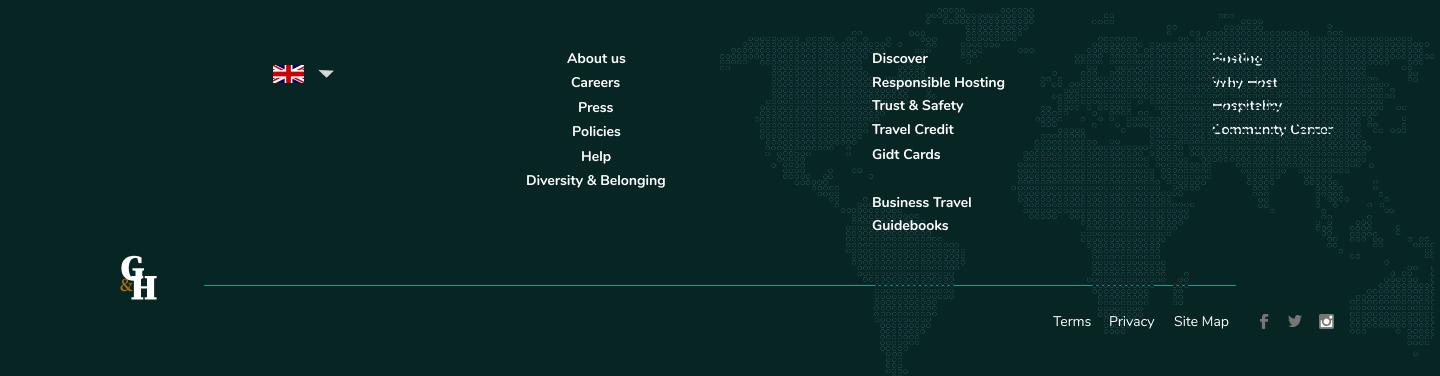 About us
Careers
Press
Policies
Help
Diversity & Belonging
Discover
Responsible Hosting
Trust & Safety
Travel Credit
Gidt Cards
Business Travel
Guidebooks
Hosting
Why Host
Hospitality
Community Center
G
&
H
Terms Privacy Site Map